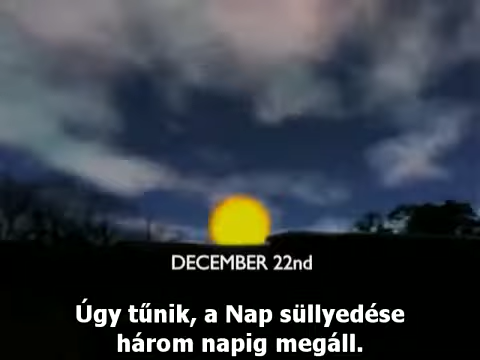 DECEMBER 22nd
Úgy tűnik, a Nap süllyedése
három napig megáll.